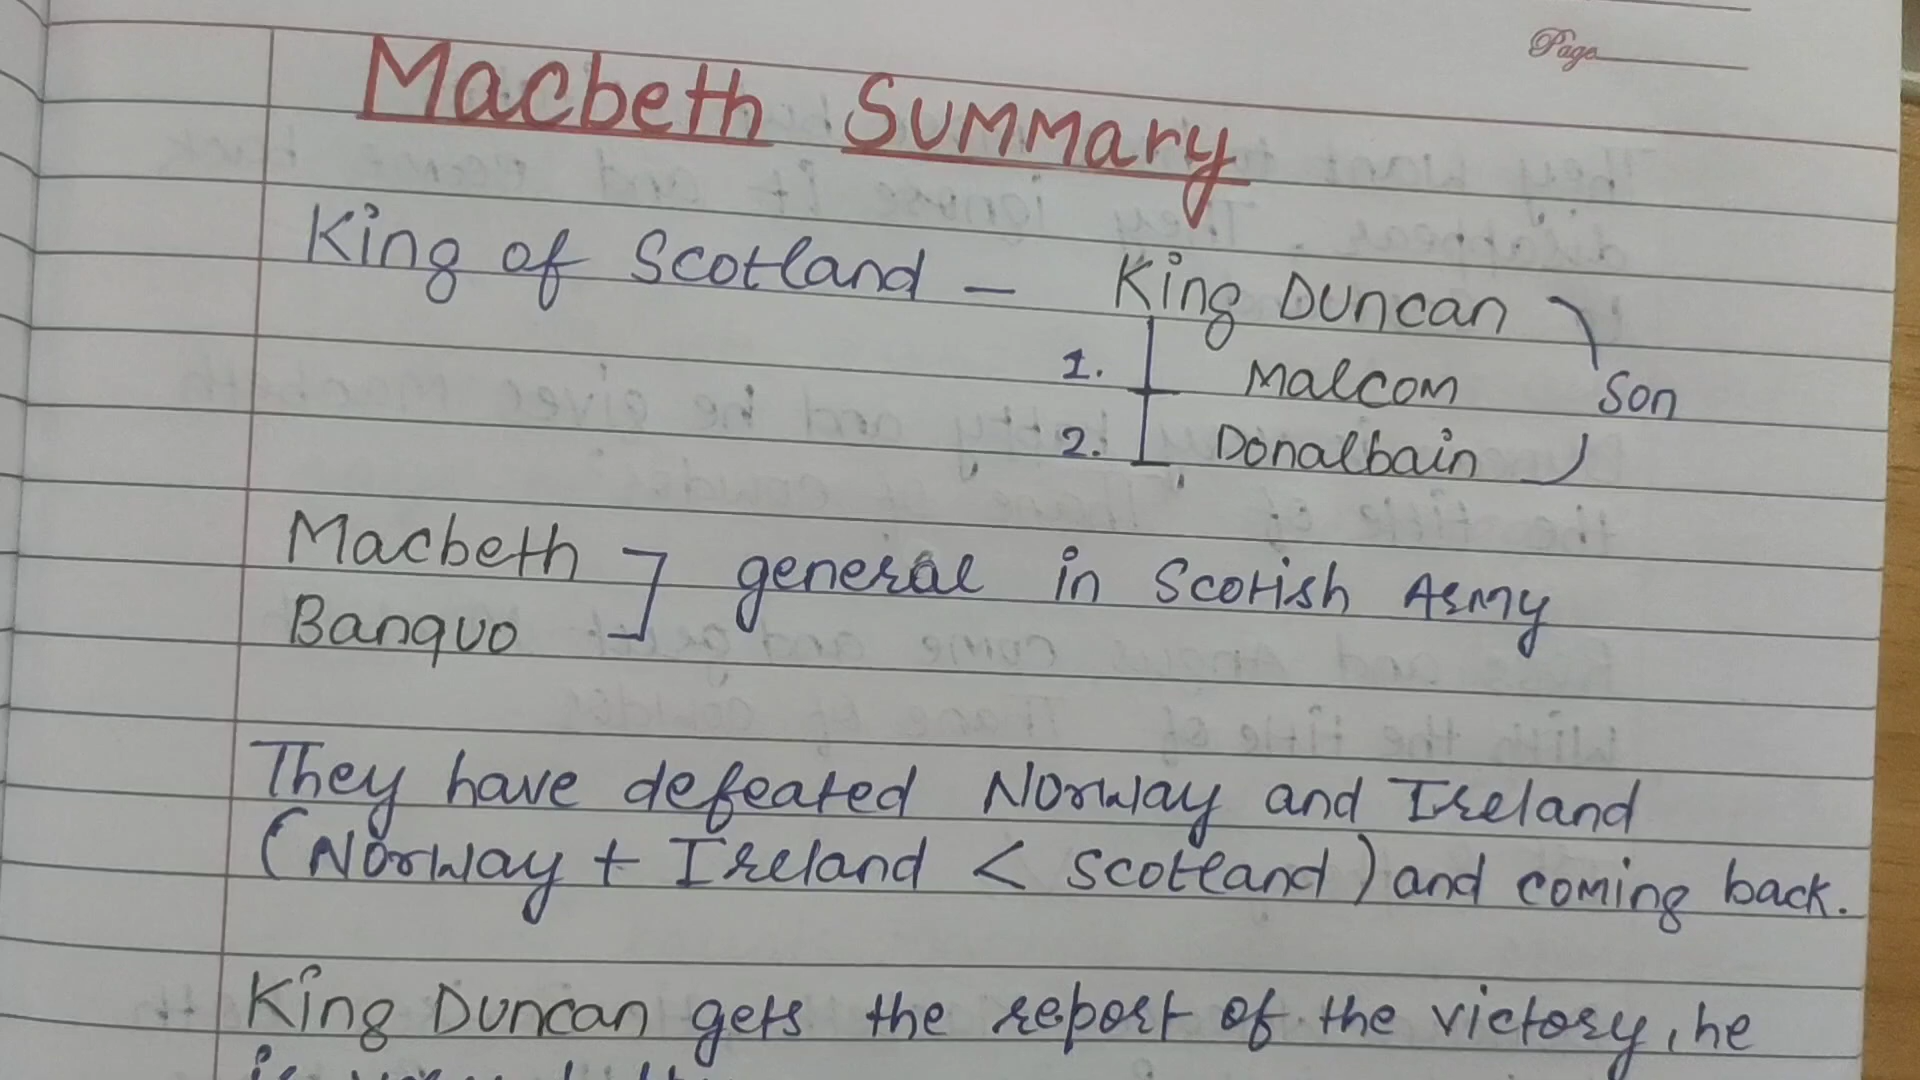 Page
Macbeth Summary
King of Scotland - King Duncan
1. Malcom Son
2. Donalbain
Macbeth
Banquo
general in Scotish Army
They have defeated Norway and Ireland
(Norway + Ireland < Scotland) and coming back.
King Duncan gets the report of the victory, he